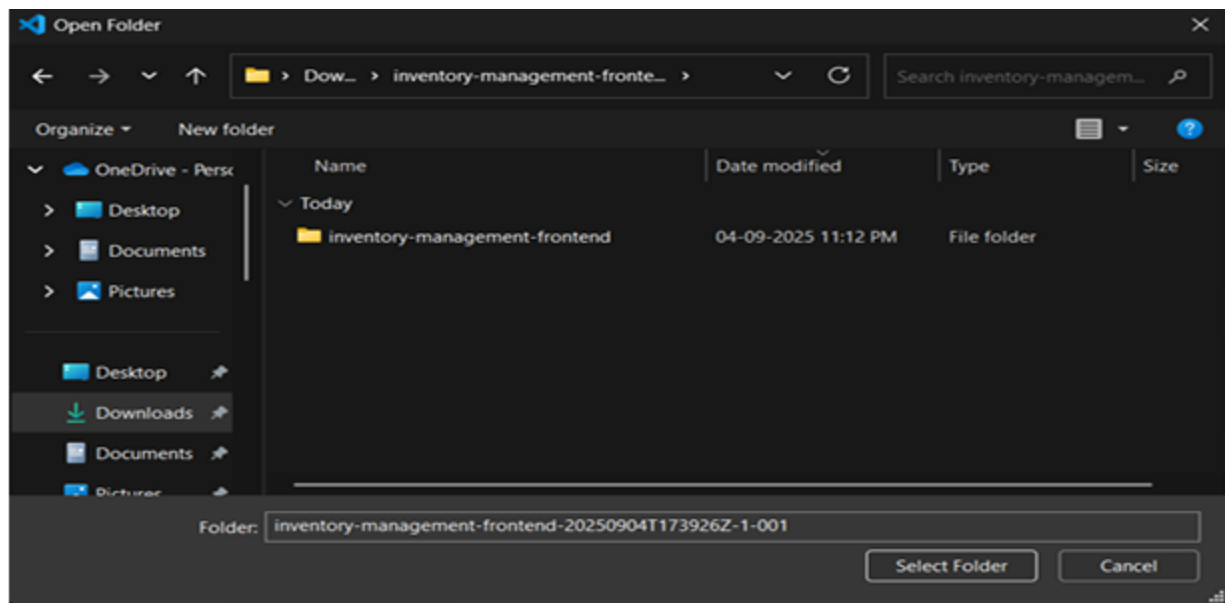 Open Folder
Dow... > inventory-management-fronte... >
Search inventory-managem...
Organize
New folder
?
OneDrive - Perso
Desktop
Documents
Pictures
Desktop
Downloads
Documents
Pictures
Name
Date modified
Type
Size
Today
inventory-management-frontend
04-09-2025 11:12 PM
File folder
Folder: inventory-management-frontend-20250904T173926Z-1-001
Select Folder
Cancel